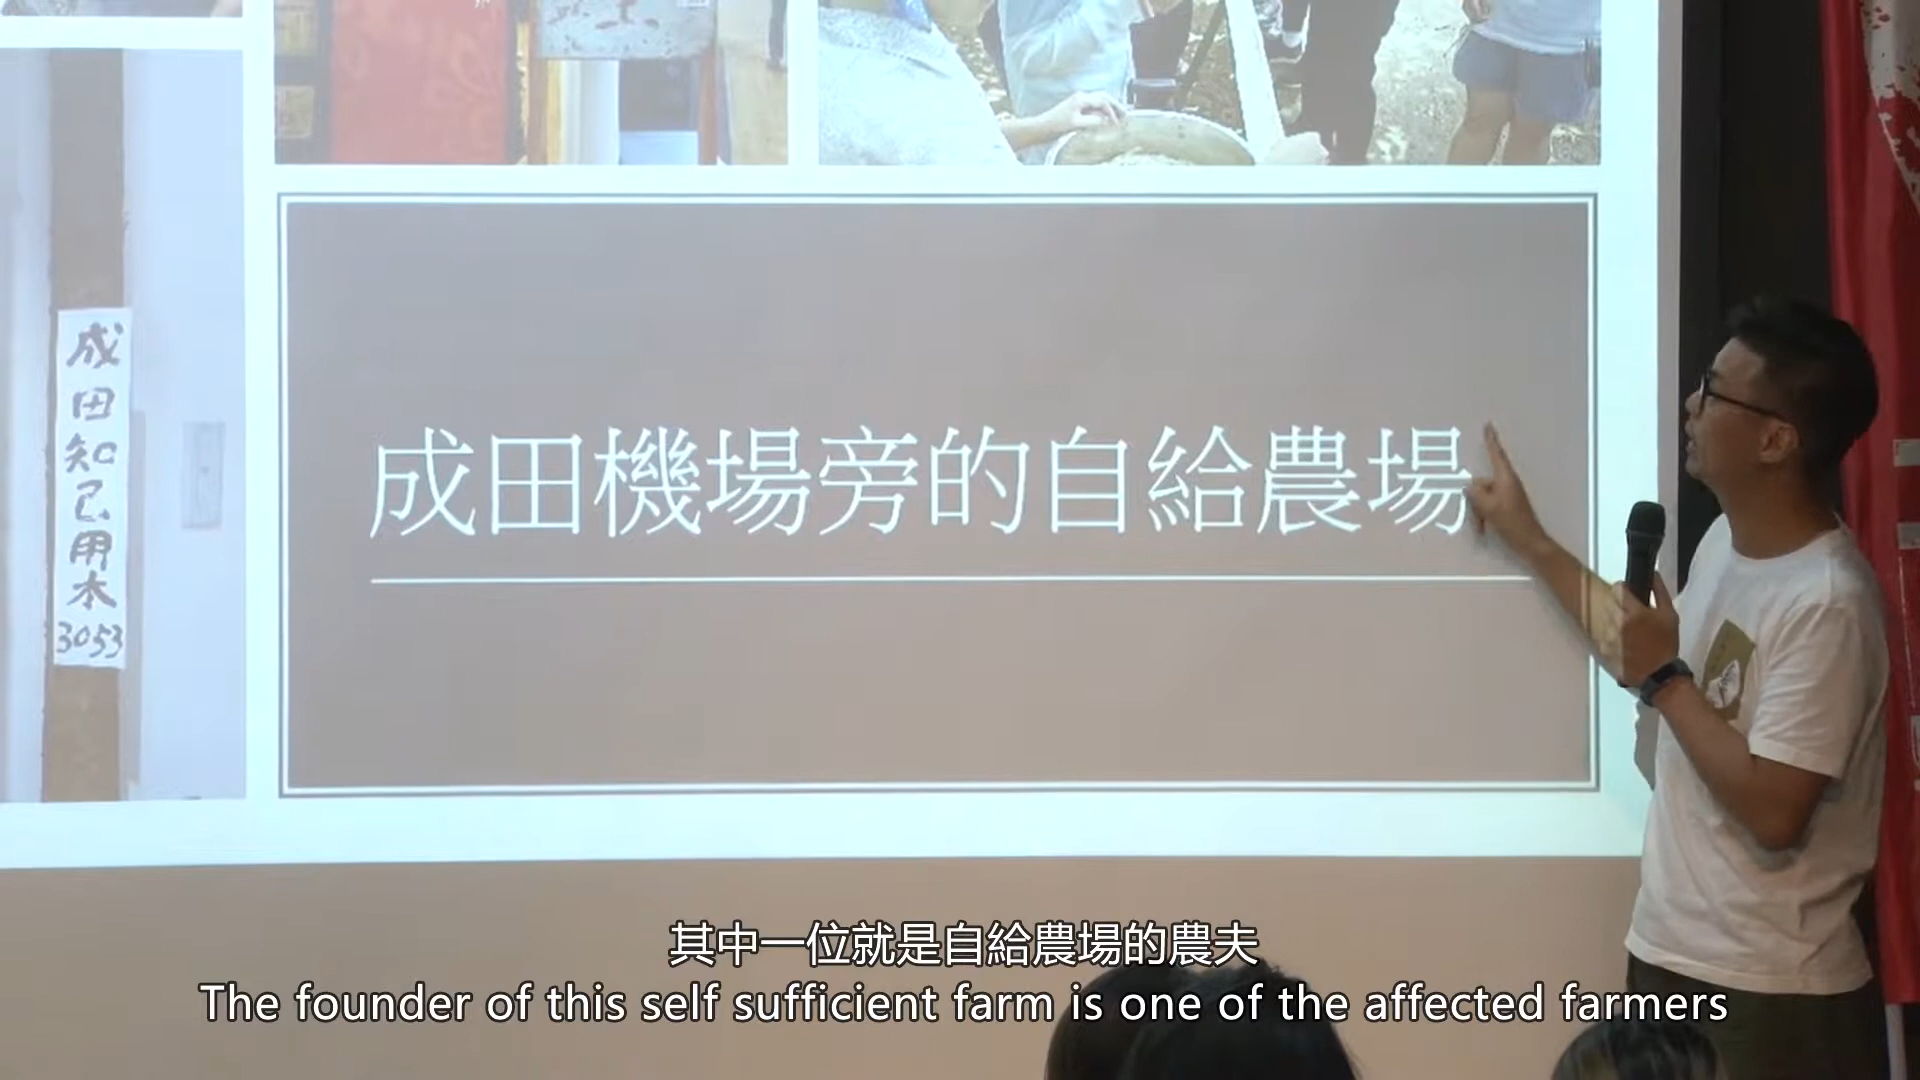 成田知己用木
3053
成田機場旁的自給農場
其中一位就是自給農場的農夫
The founder of this self sufficient farm is one of the affected farmers